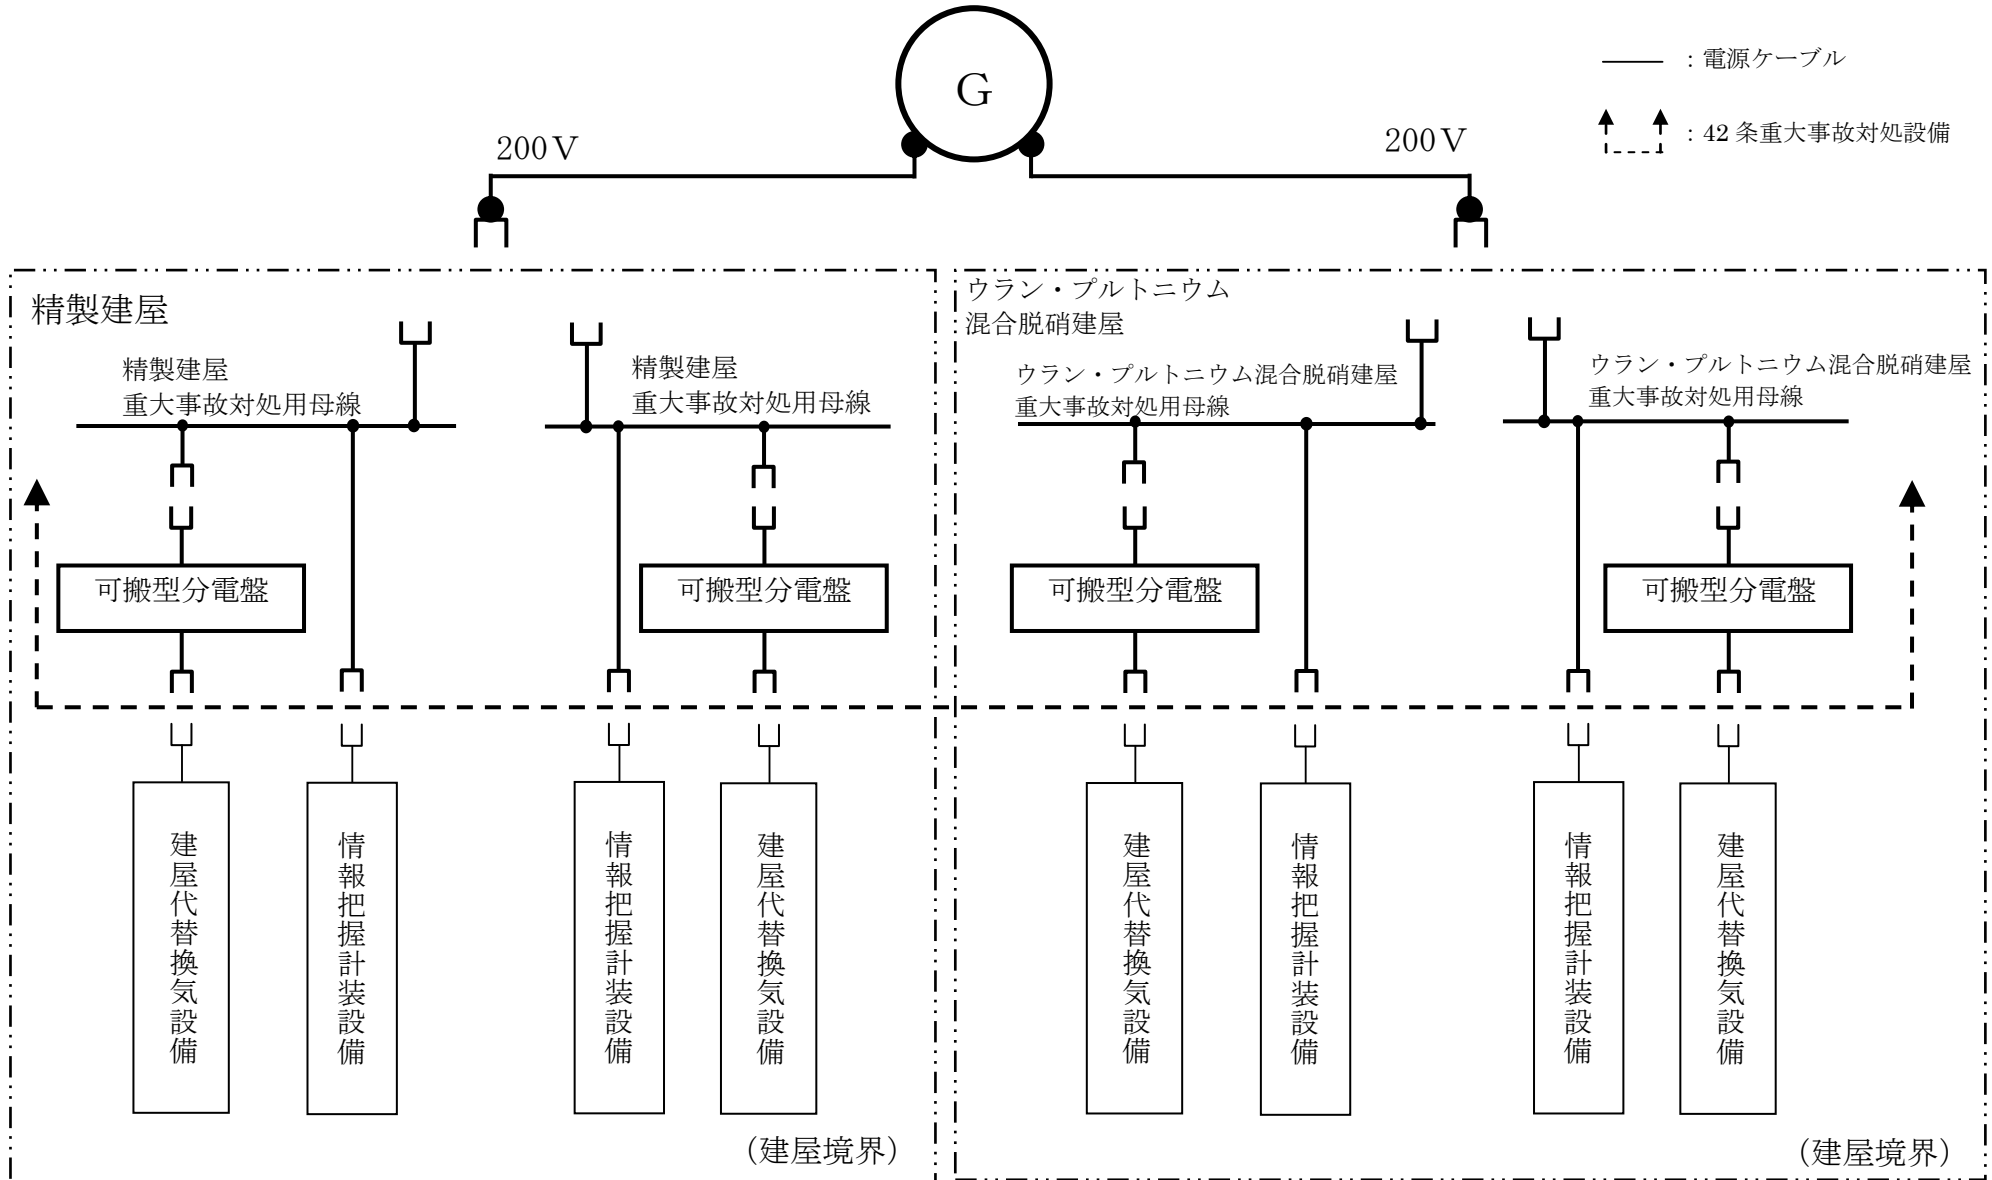 G
200V
200V
：電源ケーブル
：42 条重大事故対処設備
精製建屋
精製建屋
重大事故対処用母線
精製建屋
重大事故対処用母線
可搬型分電盤
可搬型分電盤
建屋代替換気設備
情報把握計装設備
情報把握計装設備
建屋代替換気設備
（建屋境界）
ウラン・プルトニウム
混合脱硝建屋
ウラン・プルトニウム混合脱硝建屋
重大事故対処用母線
ウラン・プルトニウム混合脱硝建屋
重大事故対処用母線
可搬型分電盤
可搬型分電盤
建屋代替換気設備
情報把握計装設備
情報把握計装設備
建屋代替換気設備
（建屋境界）